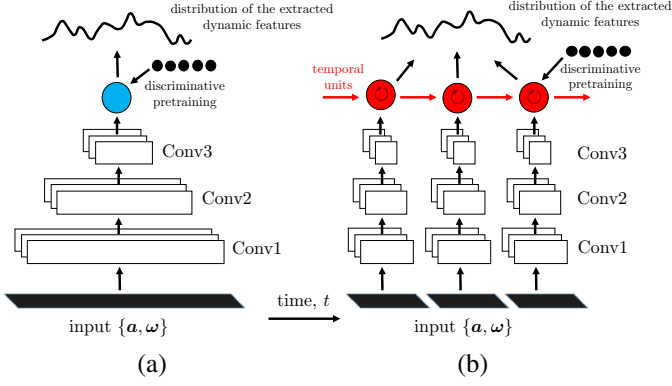 distribution of the extracted
dynamic features
discriminative
pretraining
Conv3
Conv2
Conv1
input {a, ω}
(a)
time, t
distribution of the extracted
dynamic features
temporal
units
discriminative
pretraining
Conv3
Conv2
Conv1
input {a, ω}
(b)